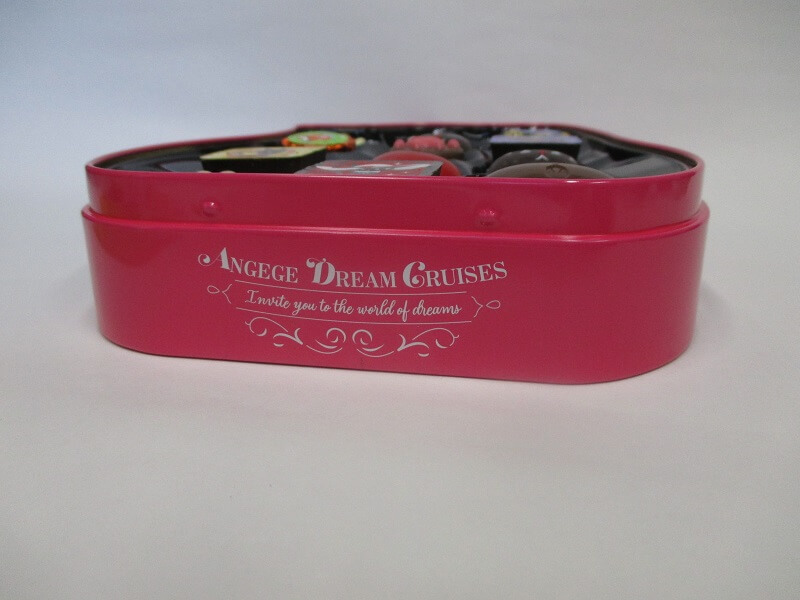 ANGEGE DREAM CRUISES
Invite you to the world of dreams